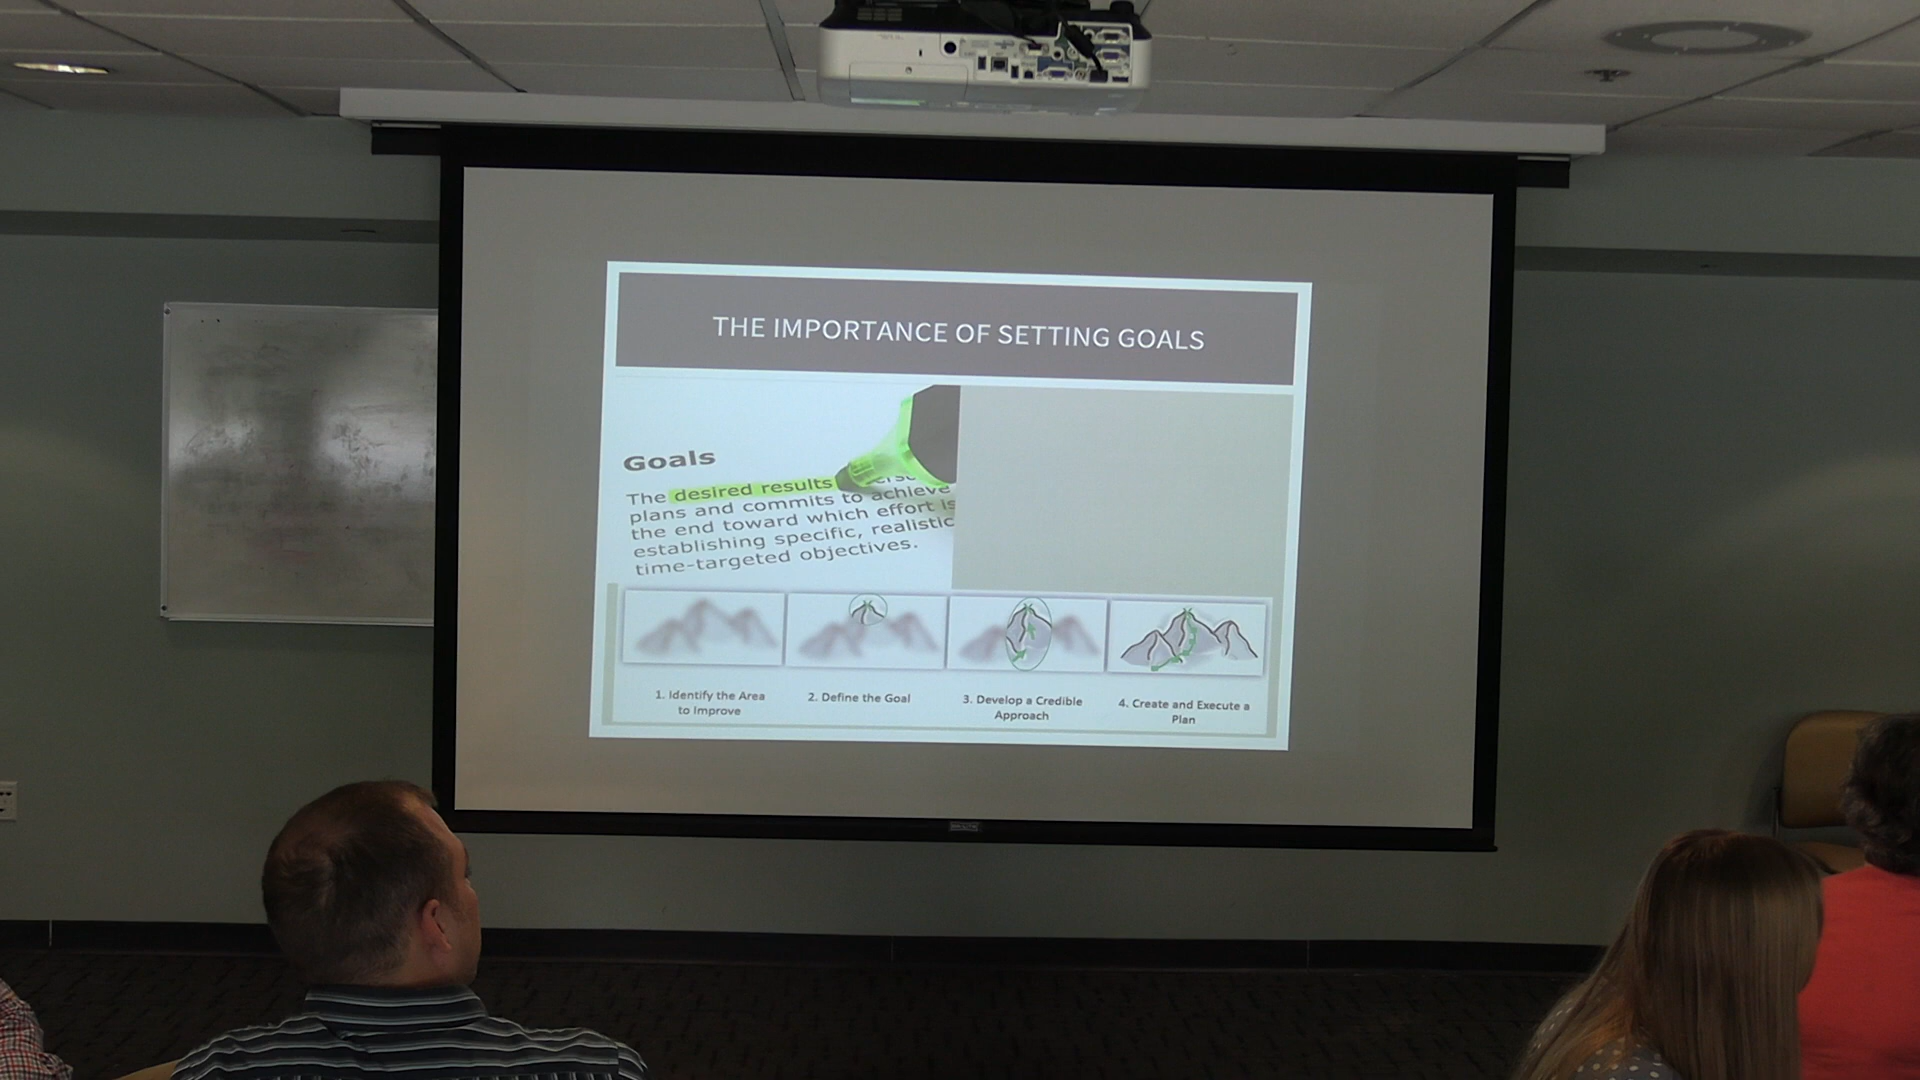 THE IMPORTANCE OF SETTING GOALS
Goals
The desired results
plans and commits to achieve
the end toward which effort is
establishing specific, realistic
time-targeted objectives.
1. Identify the Area
to Improve
2. Define the Goal
3. Develop a Credible
Approach
4. Create and Execute a
Plan